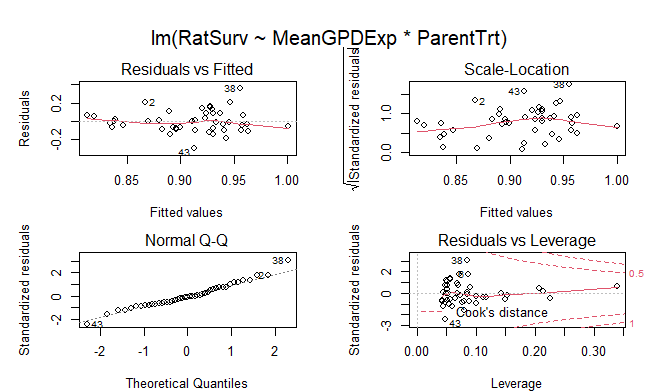 lm(RatSurv ~ MeanGPDExp * ParentTrt)
Residuals vs Fitted
Residuals
-0.2 0.2
38
2
43
0.85 0.90 0.95 1.00
Fitted values
Scale-Location
√|Standardized residuals
0.0 1.0
43
38
2
0.85 0.90 0.95 1.00
Fitted values
Normal Q-Q
Standardized residuals
-2 0 2
38
2
43
-2 -1 0 1 2
Theoretical Quantiles
Residuals vs Leverage
Standardized residuals
-3 0 2
38
43
Cook's distance
0.5
1
0.00 0.10 0.20 0.30
Leverage